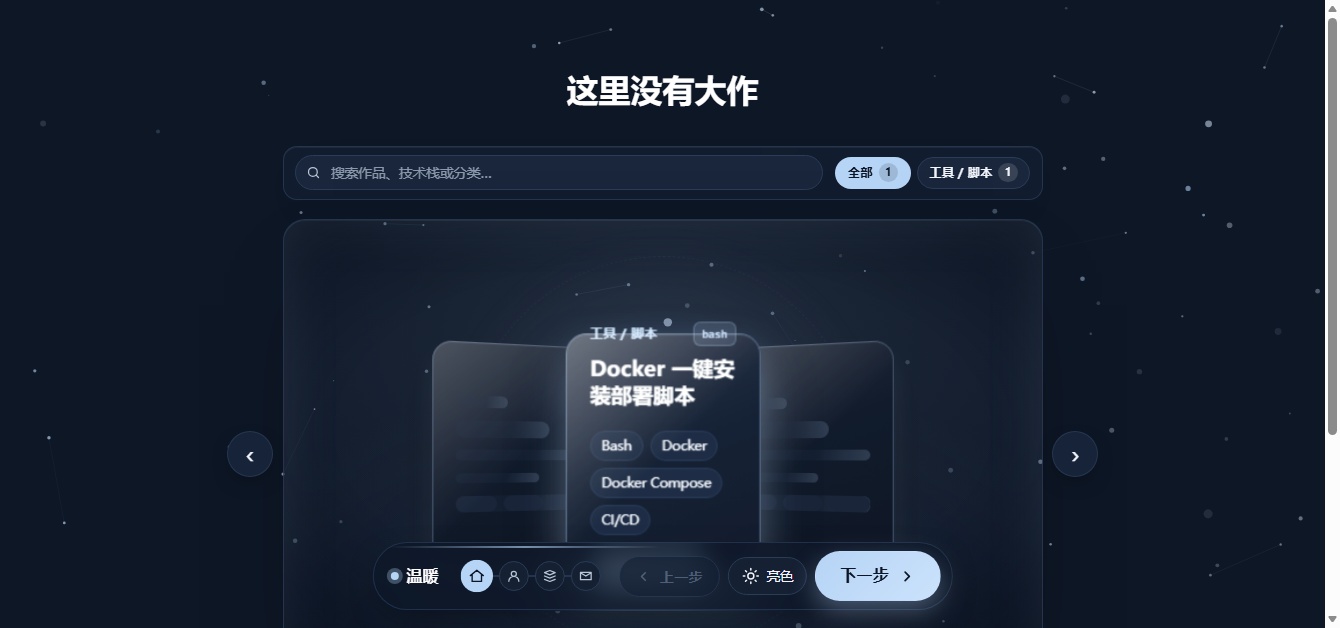 这里没有大作
搜索作品、技术栈或分类...
全部 1
工具 / 脚本 1
工具 / 脚本
bash
Docker 一键安
装部署脚本
Bash
Docker
Docker Compose
CI/CD
温暖
上一步
亮色
下一步